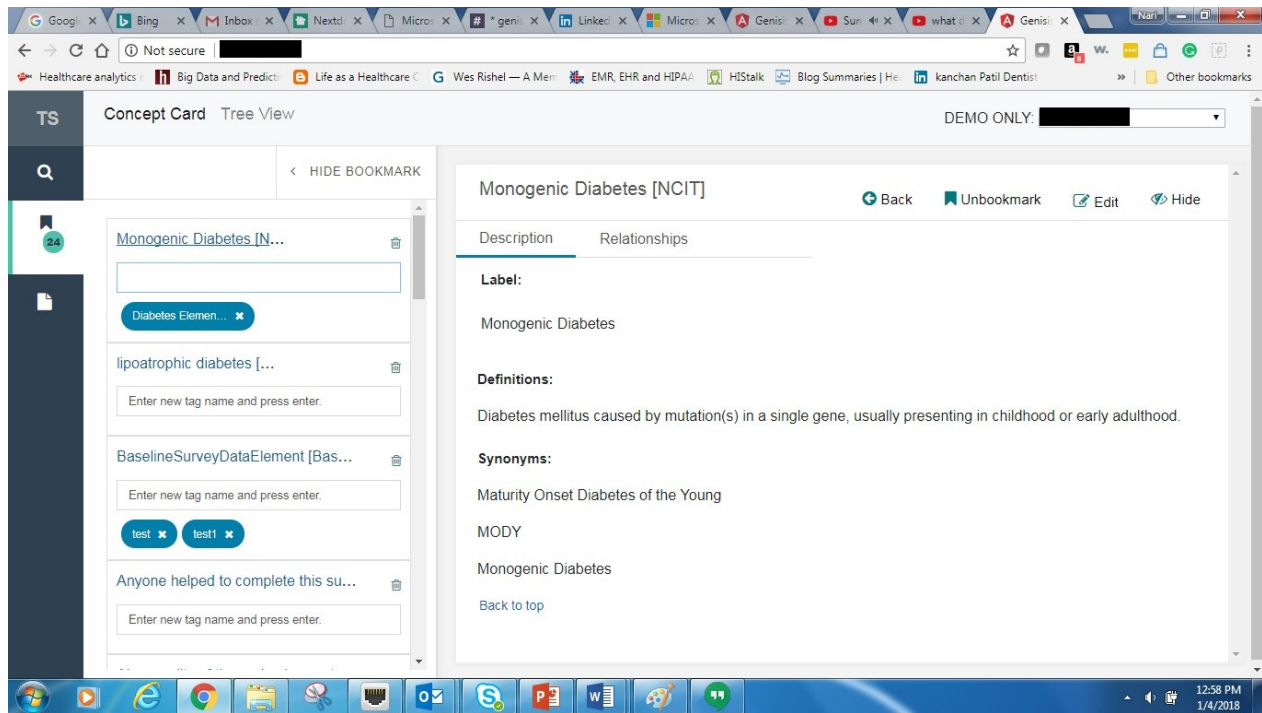 Googl
Bing
Inbox
Nextd
Micros
* genis
Linked
Micros
Genisi
Sun
what d
Genisi
Nari
Not secure
Healthcare analytics
Big Data and Predicti
Life as a Healthcare C
Wes Rishel — A Mem
EMR, EHR and HIPAA
HIStalk
Blog Summaries | He
kanchan Patil Dentist
»
Other bookmarks
TS
Concept Card Tree View
DEMO ONLY:
< HIDE BOOKMARK
24
Monogenic Diabetes [N...
Diabetes Elemen... ×
lipoatrophic diabetes [...
Enter new tag name and press enter.
BaselineSurveyDataElement [Bas...
Enter new tag name and press enter.
test × test1 ×
Anyone helped to complete this su...
Enter new tag name and press enter.
Monogenic Diabetes [NCIT]
Back Unbookmark Edit Hide
Description Relationships
Label:
Monogenic Diabetes
Definitions:
Diabetes mellitus caused by mutation(s) in a single gene, usually presenting in childhood or early adulthood.
Synonyms:
Maturity Onset Diabetes of the Young
MODY
Monogenic Diabetes
Back to top
12:58 PM
1/4/2018